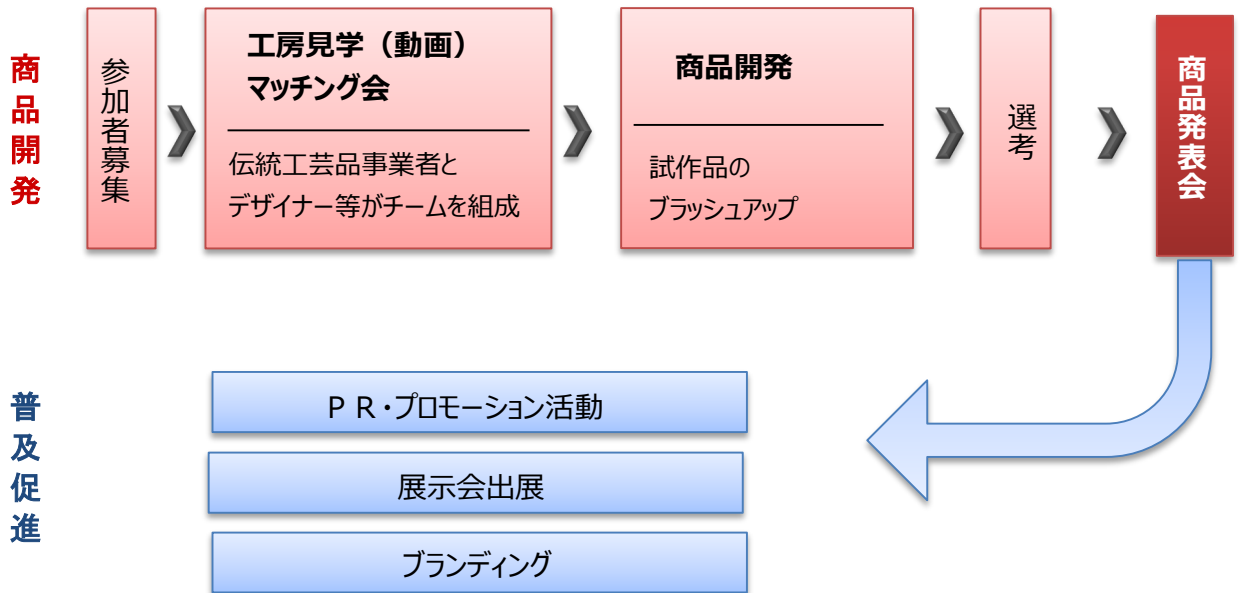 商品開発
参加者募集
工房見学（動画）
マッチング会
伝統工芸品事業者と
デザイナー等がチームを組成
商品開発
試作品の
ブラッシュアップ
選考
商品発表会
普及促進
ＰＲ・プロモーション活動
展示会出展
ブランディング